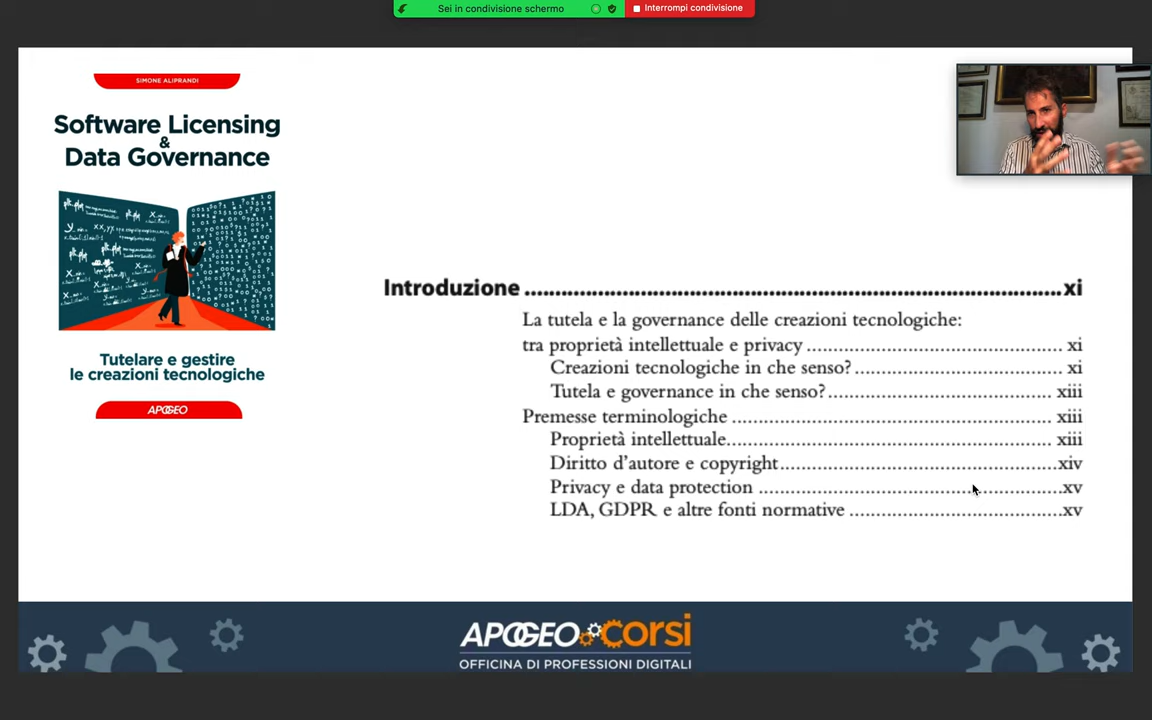 Sei in condivisione schermo
Interrompi condivisione
SIMONE ALIPRANDI
Software Licensing
&
Data Governance
Tutelare e gestire
le creazioni tecnologiche
APOGEO
Introduzione ........................................................................xi
La tutela e la governance delle creazioni tecnologiche:
tra proprietà intellettuale e privacy ............................................. xi
Creazioni tecnologiche in che senso? ..................................... xi
Tutela e governance in che senso? ......................................... xiii
Premesse terminologiche .......................................................... xiii
Proprietà intellettuale ........................................................... xiii
Diritto d'autore e copyright ..................................................xiv
Privacy e data protection ......................................................xv
LDA, GDPR e altre fonti normative .......................................xv
APOGEO CORSI
OFFICINA DI PROFESSIONI DIGITALI